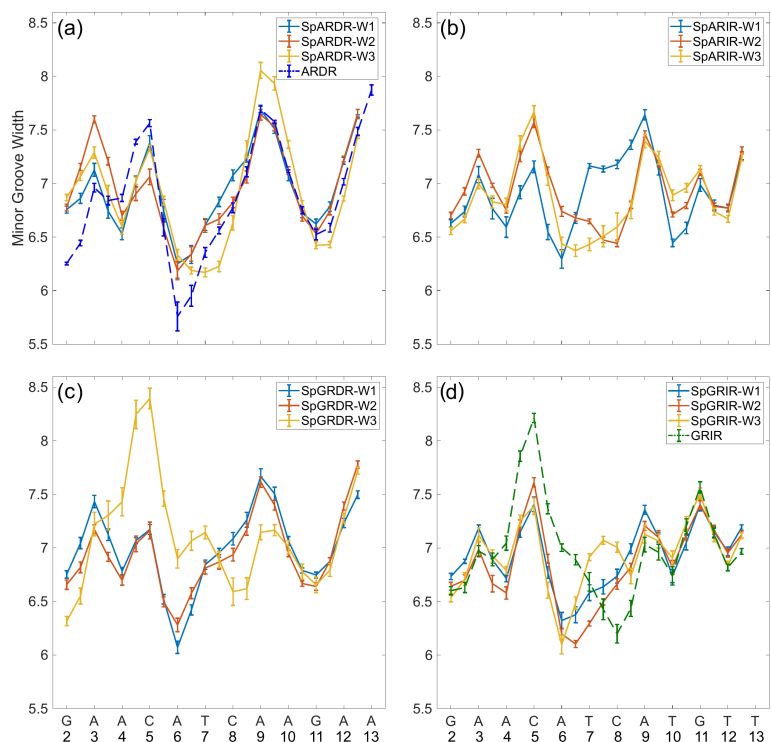 (a)
SpARDR-W1
SpARDR-W2
SpARDR-W3
ARDR
(b)
SpARIR-W1
SpARIR-W2
SpARIR-W3
Minor Groove Width
8.5
8
7.5
7
6.5
6
5.5
8.5
8
7.5
7
6.5
6
5.5
(c)
SpGRDR-W1
SpGRDR-W2
SpGRDR-W3
(d)
SpGRIR-W1
SpGRIR-W2
SpGRIR-W3
GRIR
8.5
8
7.5
7
6.5
6
5.5
8.5
8
7.5
7
6.5
6
5.5
G A A C A T C A A G A A
2 3 4 5 6 7 8 9 10 11 12 13
G A A C A T C A T G T T
2 3 4 5 6 7 8 9 10 11 12 13